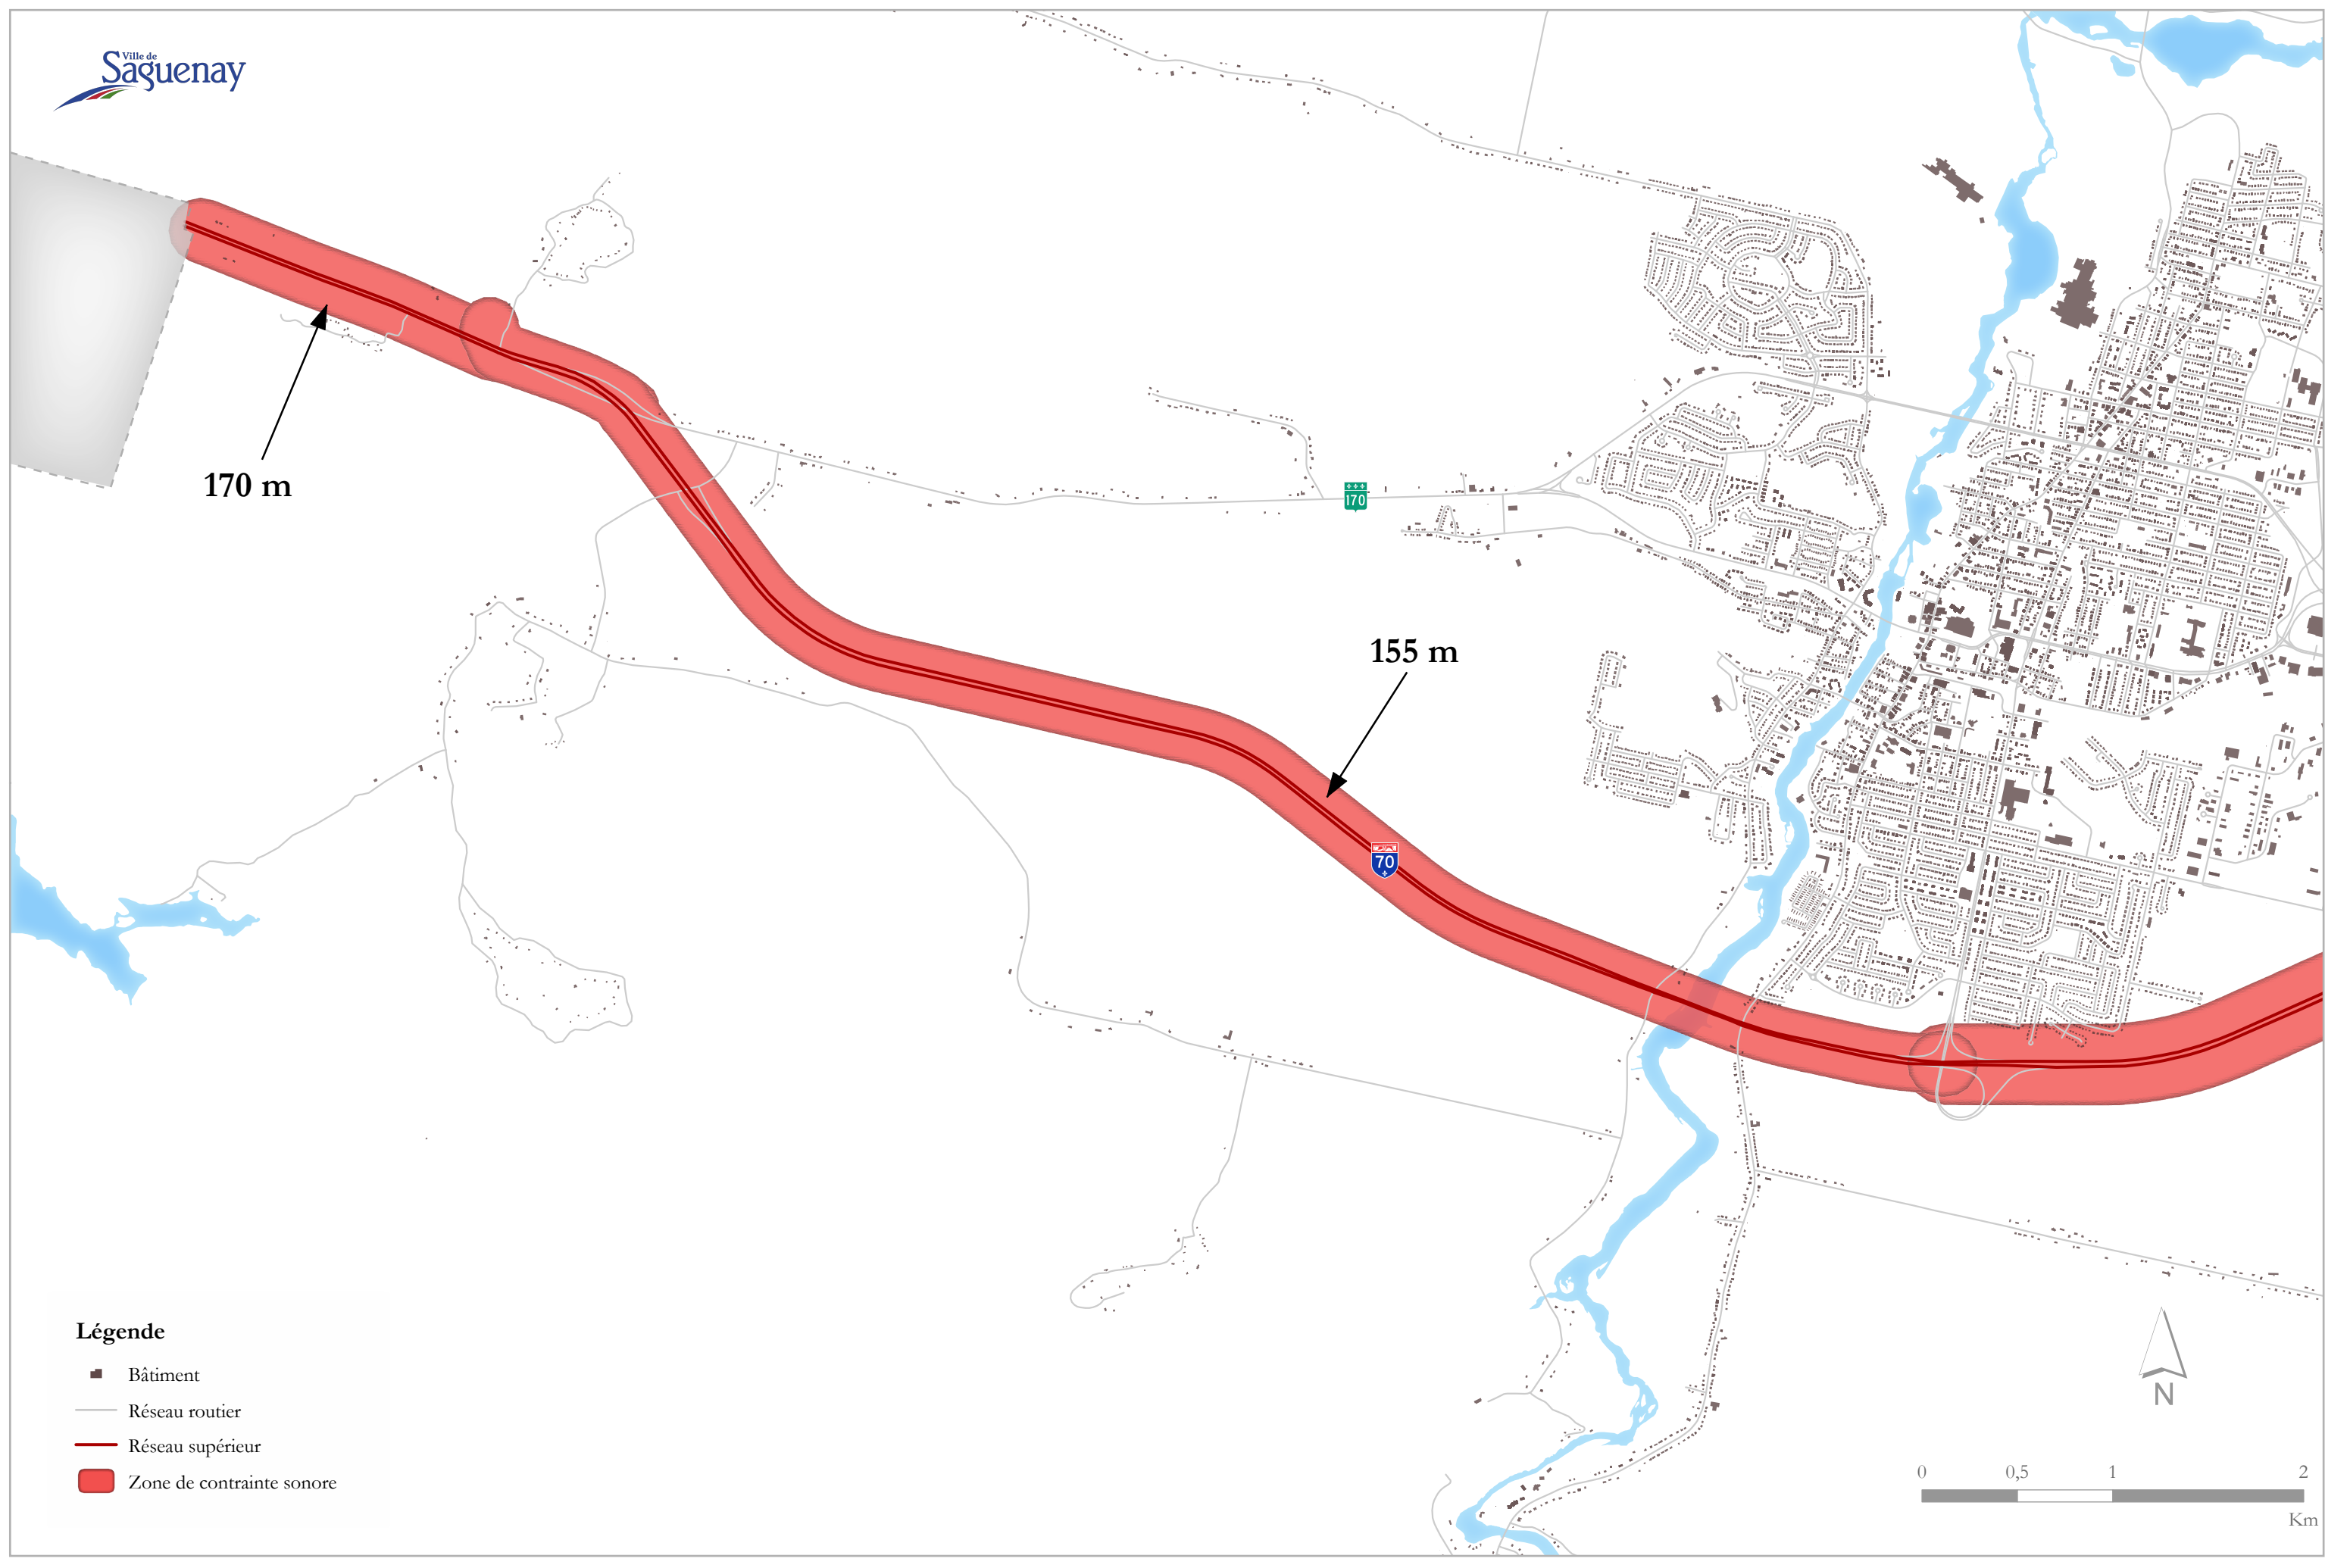 Ville de
Saguenay
170 m
170
155 m
70
Légende
Bâtiment
Réseau routier
Réseau supérieur
Zone de contrainte sonore
N
0 0,5 1 2
Km